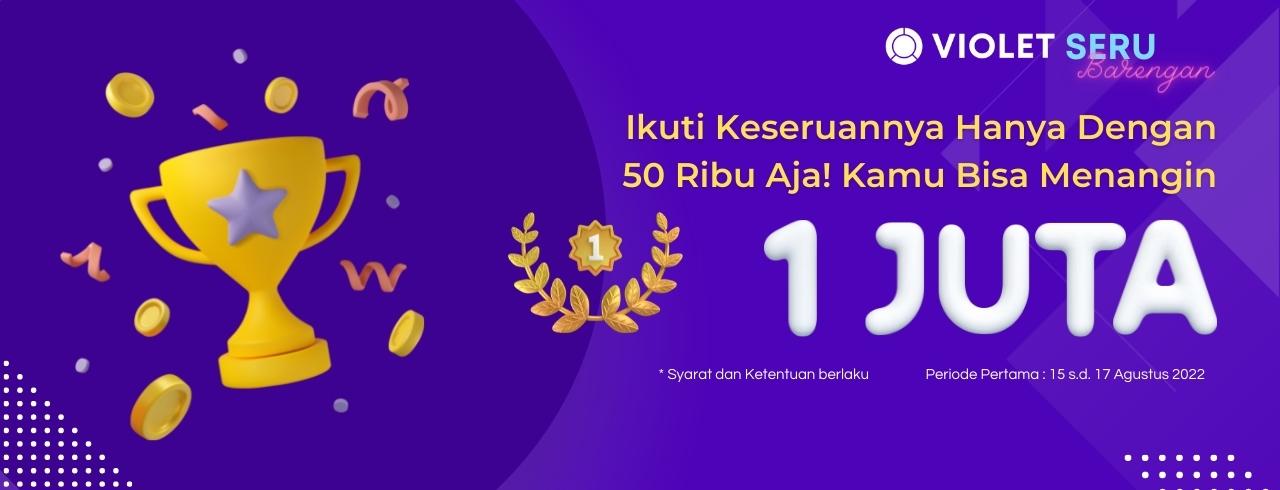 VIOLET SERU
Barengan
Ikuti Keseruannya Hanya Dengan
50 Ribu Aja! Kamu Bisa Menangin
1
1 JUTA
* Syarat dan Ketentuan berlaku
Periode Pertama : 15 s.d. 17 Agustus 2022